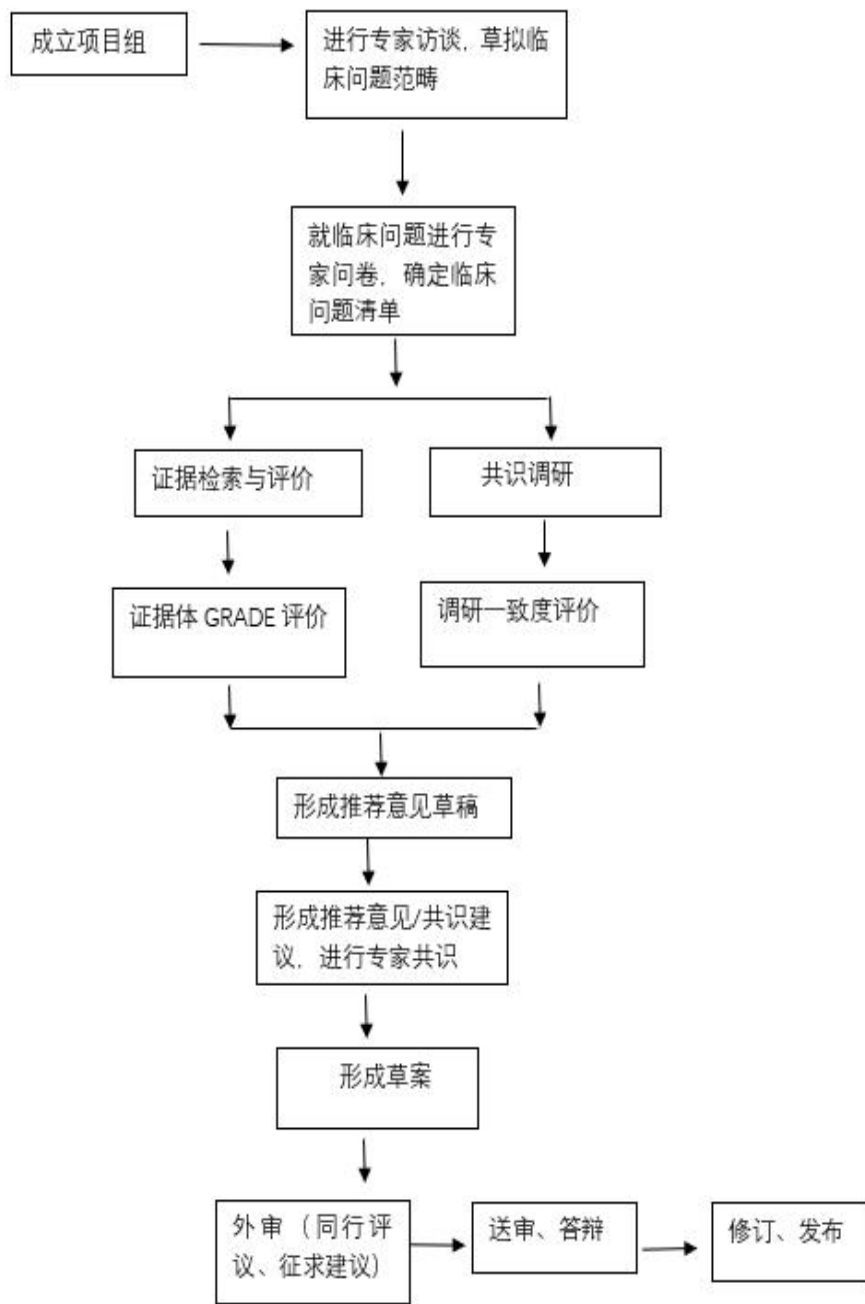 成立项目组
进行专家访谈，草拟临
床问题范畴
就临床问题进行专
家问卷，确定临床
问题清单
证据检索与评价
共识调研
证据体 GRADE 评价
调研一致度评价
形成推荐意见草稿
形成推荐意见/共识建
议，进行专家共识
形成草案
外审（同行评
议、征求建议）
送审、答辩
修订、发布